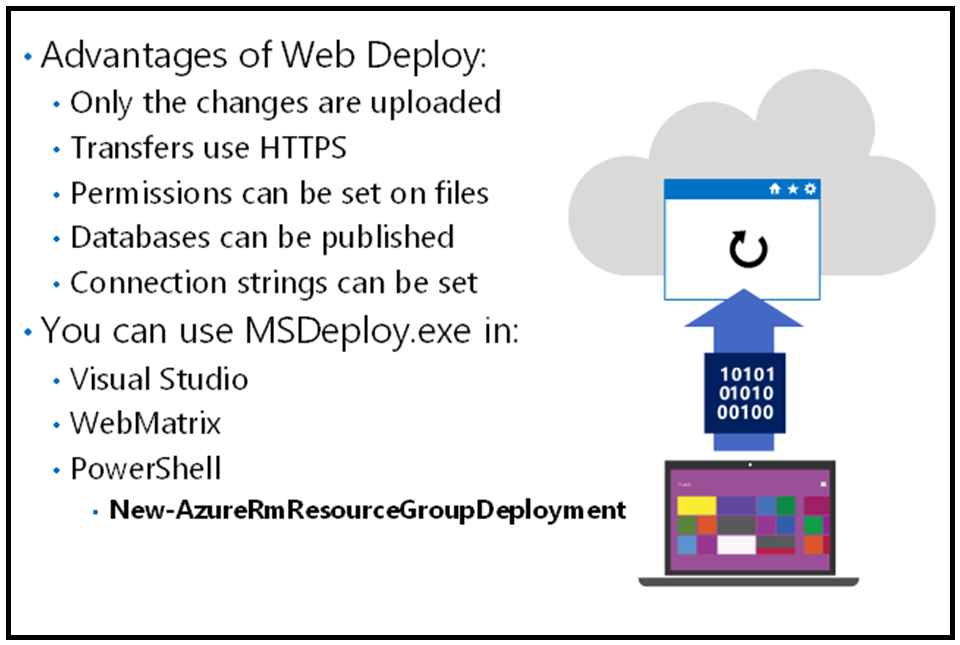 Advantages of Web Deploy:
Only the changes are uploaded
Transfers use HTTPS
Permissions can be set on files
Databases can be published
Connection strings can be set
You can use MSDeploy.exe in:
Visual Studio
WebMatrix
PowerShell
New-AzureRmResourceGroupDeployment
10101
01010
00100